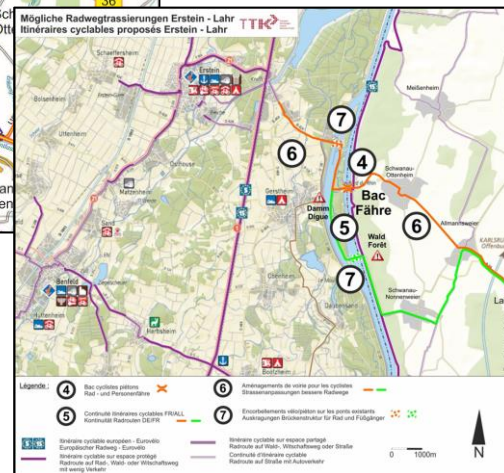 36
Mögliche Radwegtrassierungen Erstein - Lahr
Itinéraires cyclables proposés Erstein - Lahr
TTK
Schaeffersheim
Erstein
Krafft
Bolsenheim
Uttenheim
Osthouse
Matzenheim
Sand
Benfeld
Huttenheim
Herbsheim
Gerstheim
Obenheim
Daubensand
Boofzheim
Meißenheim
Schwanau-
Ottenheim
Allmannsweier
Schwanau-
Nonnenweier
KARLSRUHE
Offenburg
La
7
6
4
Bac
Fähre
Damm
Digue
5
6
Wald
Forêt
7
Légende :
4 Bac cyclistes piétons
Rad - und Personenfähre
6 Aménagements de voirie pour les cyclistes
Strassenanpassungen bessere Radwege
5 Continuité itinéraires cyclables FR/ALL
Kontinuität Radrouten DE/FR
7 Encorbellements vélo/piéton sur les ponts existants
Auskragungen Brückenstruktur für Rad und Fußgänger
Itinéraire cyclable européen - Eurovélo
Europäischer Radweg - Eurovelo
Itinéraire cyclable sur espace partagé
Radroute auf Wald-, Wirtschaftsweg oder Straße
Itinéraire cyclable sur espace protégé
Radroute auf Rad-, Wald- oder Wirtschaftsweg
mit wenig Verkehr
Continuité d'itinéraire cyclable
Radroute auf Straße mit Autoverkehr
0 1000m
N